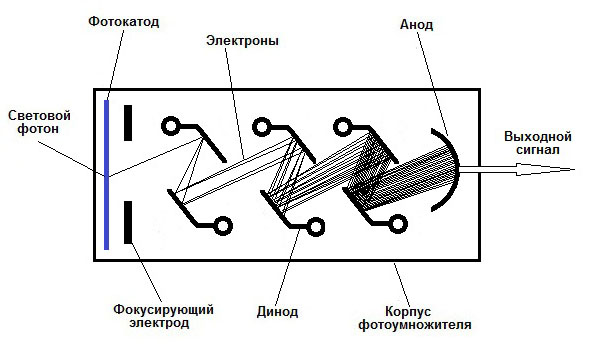 Фотокатод
Электроны
Анод
Световой
фотон
Выходной
сигнал
Фокусирующий
электрод
Динод
Корпус
фотоумножителя